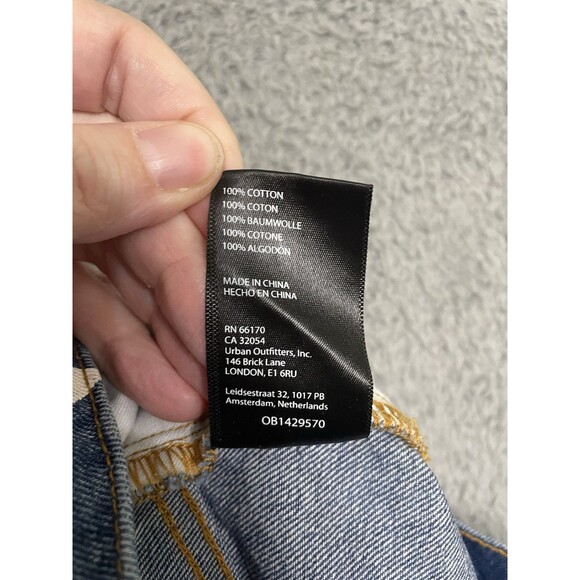 100% COTTON
100% COTON
100% BAUMWOLLE
100% COTONE
100% ALGODÓN
MADE IN CHINA
HECHO EN CHINA
RN 66170
CA 32054
Urban Outfitters, Inc.
146 Brick Lane
LONDON, E1 6RU
Leidsestraat 32, 1017 PB
Amsterdam, Netherlands
OB1429570